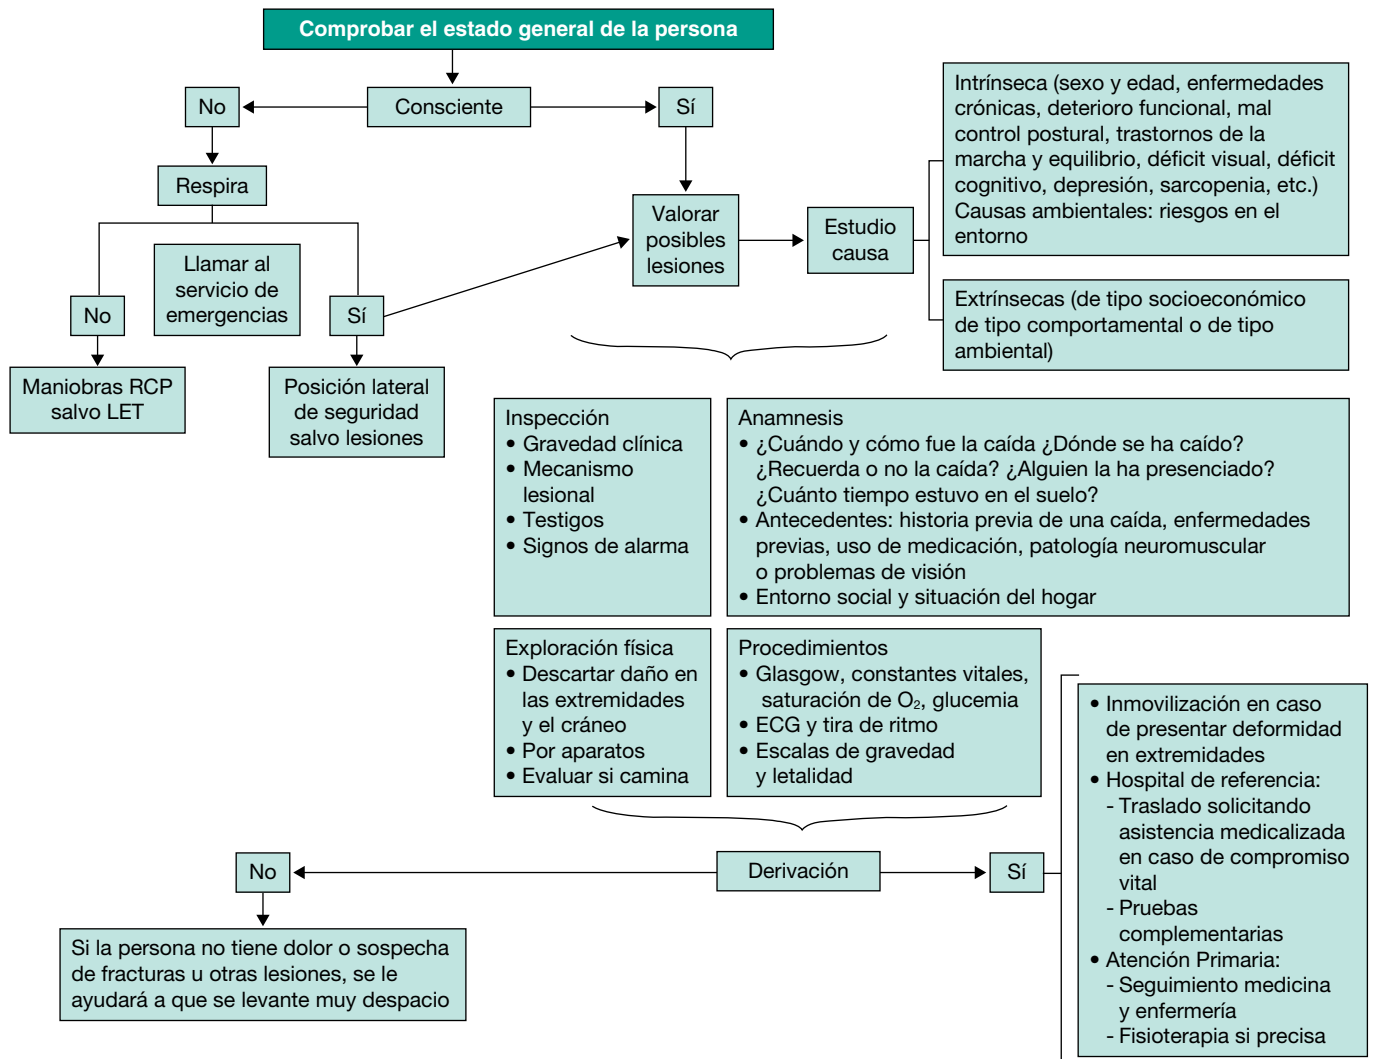 Comprobar el estado general de la persona
No
Consciente
Sí
Intrínseca (sexo y edad, enfermedades
crónicas, deterioro funcional, mal
control postural, trastornos de la
marcha y equilibrio, déficit visual, déficit
cognitivo, depresión, sarcopenia, etc.)
Causas ambientales: riesgos en el
entorno
Respira
Valorar
posibles
lesiones
Estudio
causa
Llamar al
servicio de
emergencias
No
Sí
Extrínsecas (de tipo socioeconómico
de tipo comportamental o de tipo
ambiental)
Maniobras RCP
salvo LET
Posición lateral
de seguridad
salvo lesiones
Inspección
• Gravedad clínica
• Mecanismo
lesional
• Testigos
• Signos de alarma
Anamnesis
• ¿Cuándo y cómo fue la caída ¿Dónde se ha caído?
¿Recuerda o no la caída? ¿Alguien la ha presenciado?
¿Cuánto tiempo estuvo en el suelo?
• Antecedentes: historia previa de una caída, enfermedades
previas, uso de medicación, patología neuromuscular
o problemas de visión
• Entorno social y situación del hogar
Exploración física
• Descartar daño en
las extremidades
y el cráneo
• Por aparatos
• Evaluar si camina
Procedimientos
• Glasgow, constantes vitales,
saturación de O₂, glucemia
• ECG y tira de ritmo
• Escalas de gravedad
y letalidad
• Inmovilización en caso
de presentar deformidad
en extremidades
• Hospital de referencia:
- Traslado solicitando
asistencia medicalizada
en caso de compromiso
vital
- Pruebas
complementarias
• Atención Primaria:
- Seguimiento medicina
y enfermería
- Fisioterapia si precisa
No
Derivación
Sí
Si la persona no tiene dolor o sospecha
de fracturas u otras lesiones, se le
ayudará a que se levante muy despacio